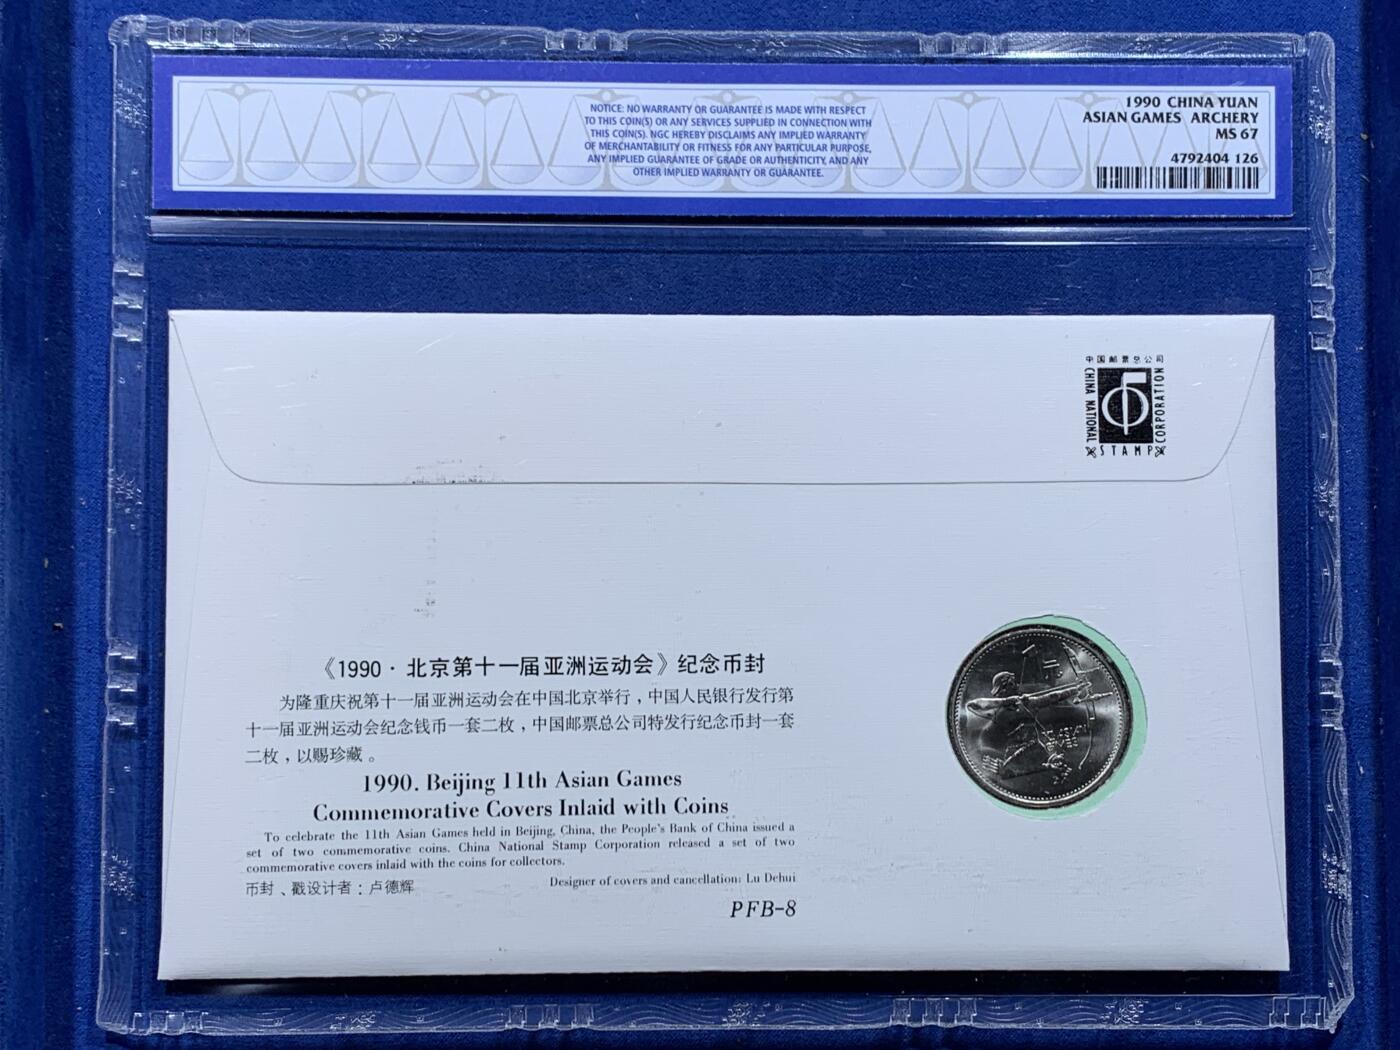 NOTICE: NO WARRANTY OR GUARANTEE IS MADE WITH RESPECT
TO THIS COIN(S) OR ANY SERVICES SUPPLIED IN CONNECTION WITH
THIS COIN(S). NGC HEREBY DISCLAIMS ANY IMPLIED WARRANTY
OF MERCHANTABILITY OR FITNESS FOR ANY PARTICULAR PURPOSE,
ANY IMPLIED GUARANTEE OF GRADE OR AUTHENTICITY, AND ANY
OTHER IMPLIED WARRANTY OR GUARANTEE.
1990 CHINA YUAN
ASIAN GAMES ARCHERY
MS 67
4792404 126
中国邮票总公司
CHINA NATIONAL
STAMP
CORPORATION
《1990·北京第十一届亚洲运动会》纪念币封
为隆重庆祝第十一届亚洲运动会在中国北京举行，中国人民银行发行第
十一届亚洲运动会纪念钱币一套二枚，中国邮票总公司特发行纪念币封一套
二枚，以赐珍藏。
1990. Beijing 11th Asian Games
Commemorative Covers Inlaid with Coins
To celebrate the 11th Asian Games held in Beijing, China, the People's Bank of China issued a
set of two commemorative coins. China National Stamp Corporation released a set of two
commemorative covers inlaid with the coins for collectors.
币封、戳设计者：卢德辉
Designer of covers and cancellation: Lu Dehui
PFB-8